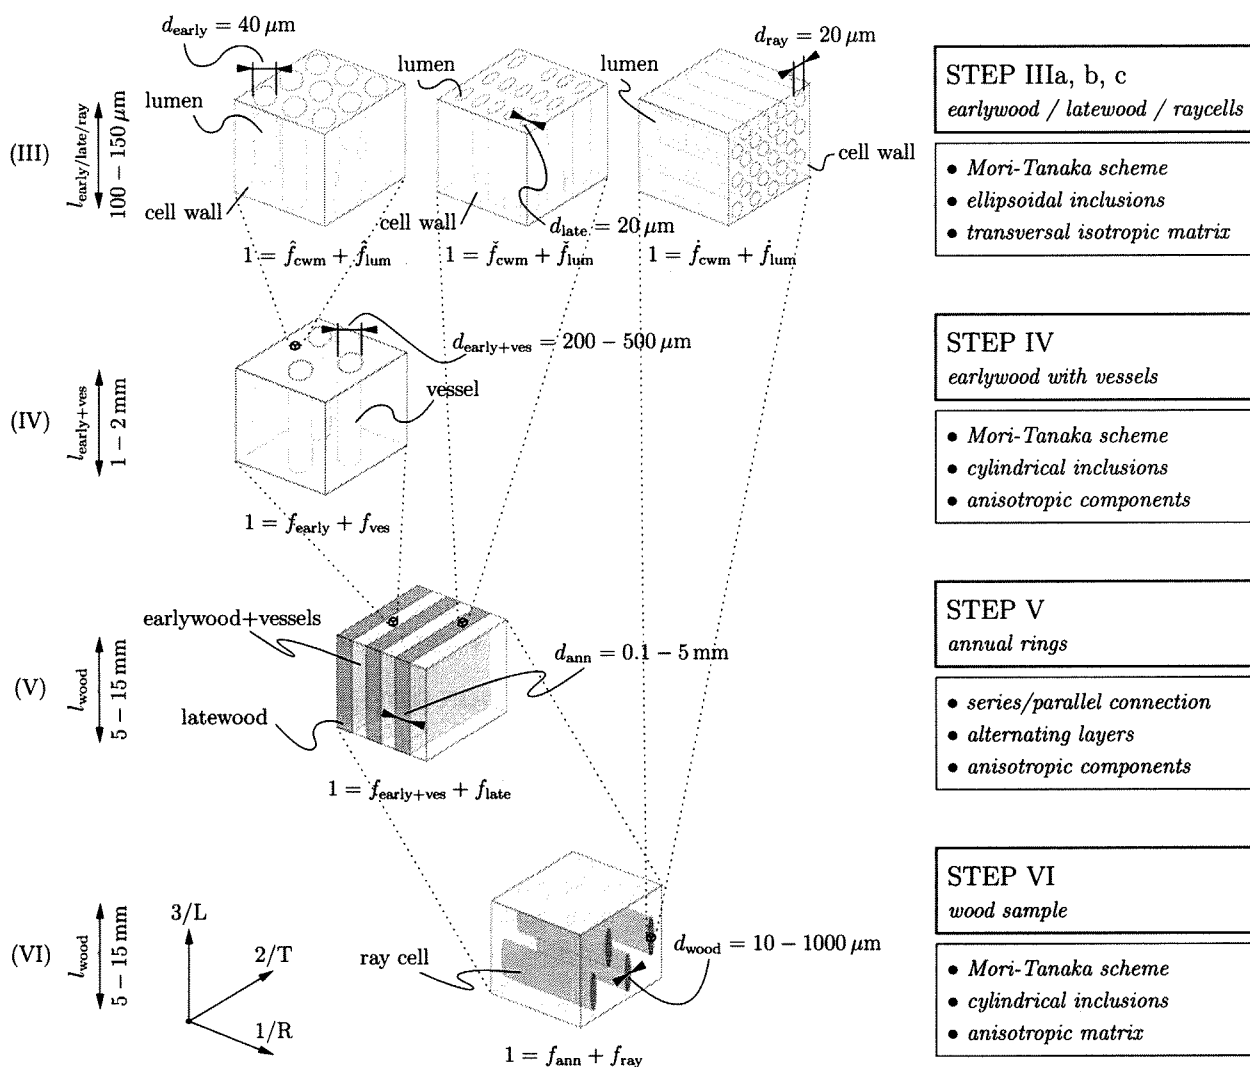 d_early = 40 μm
lumen
cell wall
lumen
cell wall
d_late = 20 μm
lumen
d_ray = 20 μm
cell wall
(III)
l_early/late/ray
100 – 150 μm
1 = f̂_cwm + f̂_lum
1 = f̌_cwm + f̌_lum
1 = ḟ_cwm + ḟ_lum
STEP IIIa, b, c
earlywood / latewood / raycells
• Mori-Tanaka scheme
• ellipsoidal inclusions
• transversal isotropic matrix
(IV)
l_early+ves
1 – 2 mm
d_early+ves = 200 – 500 μm
vessel
1 = f_early + f_ves
STEP IV
earlywood with vessels
• Mori-Tanaka scheme
• cylindrical inclusions
• anisotropic components
(V)
l_wood
5 – 15 mm
earlywood+vessels
d_ann = 0.1 – 5 mm
latewood
1 = f_early+ves + f_late
STEP V
annual rings
• series/parallel connection
• alternating layers
• anisotropic components
(VI)
l_wood
5 – 15 mm
3/L
2/T
1/R
ray cell
d_wood = 10 – 1000 μm
1 = f_ann + f_ray
STEP VI
wood sample
• Mori-Tanaka scheme
• cylindrical inclusions
• anisotropic matrix